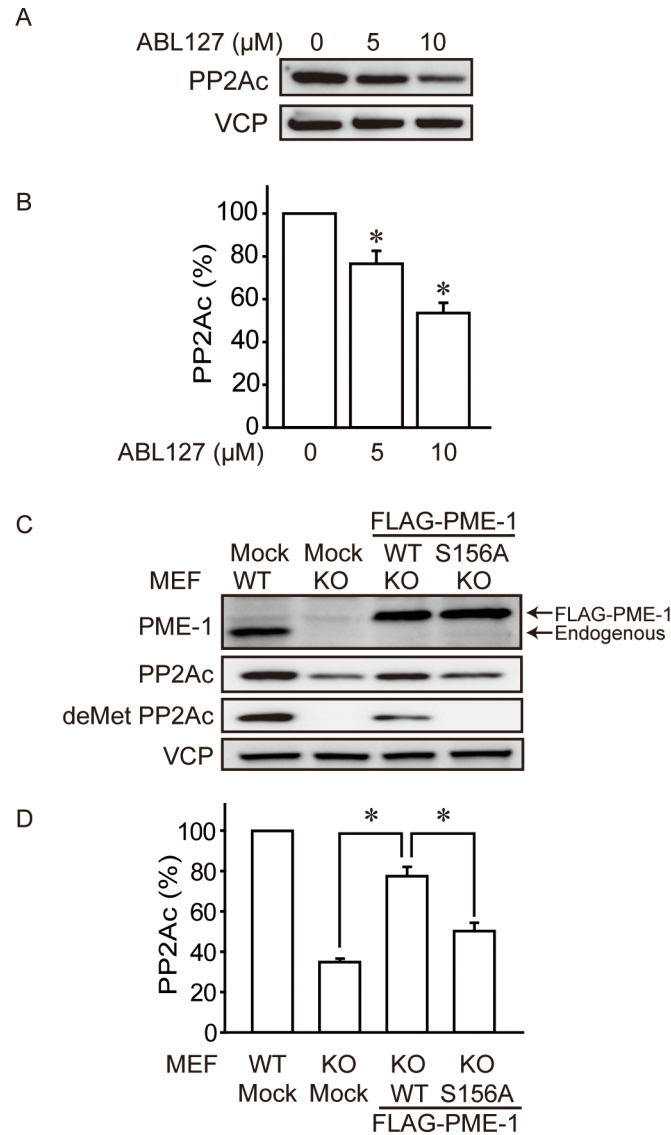 A
ABL127 (µM) 0 5 10
PP2Ac
VCP
B
100
80
60
40
20
0
PP2Ac (%)
* *
ABL127 (µM) 0 5 10
C
FLAG-PME-1
Mock Mock WT S156A
MEF WT KO KO KO
PME-1
FLAG-PME-1
Endogenous
PP2Ac
deMet PP2Ac
VCP
D
100
80
60
40
20
0
PP2Ac (%)
* *
MEF WT KO KO KO
Mock Mock WT S156A
FLAG-PME-1